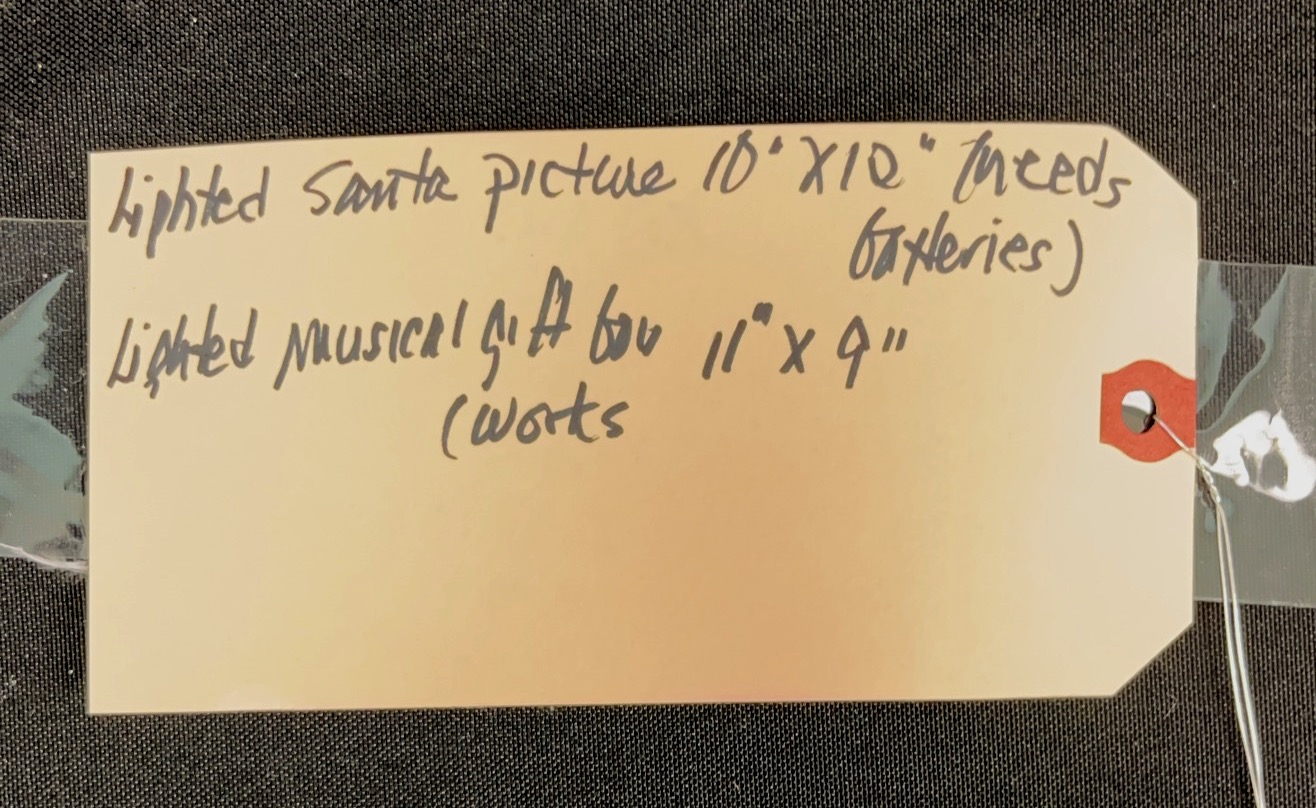 Lighted Santa picture 10" X10" (needs
batteries)
Lighted Musical gift box 11" x 9"
(works